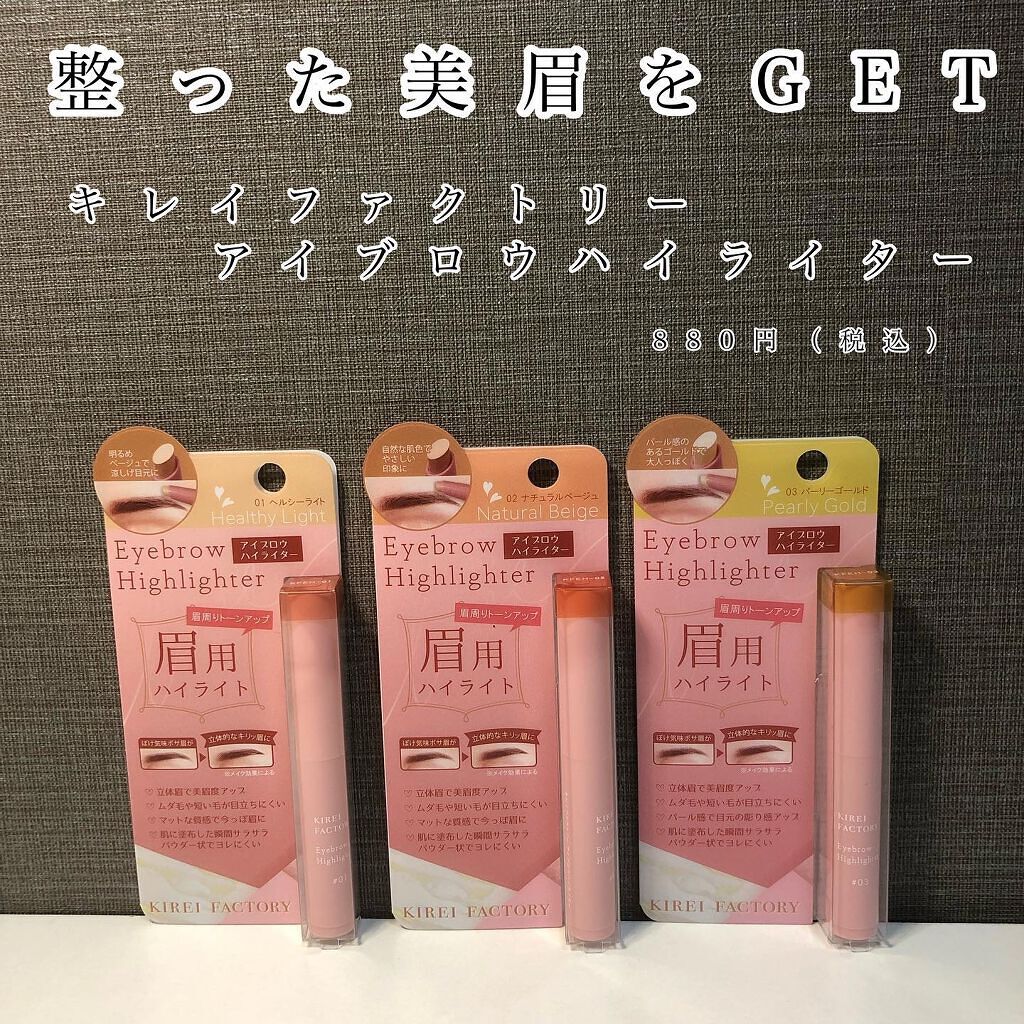 整った美眉をGET
キレイファクトリー
アイブロウハイライター
880円(税込)
明るめ
ベージュで
涼しげ目元に
01 ヘルシーライト
Healthy Light
Eyebrow
Highlighter
アイブロウ
ハイライター
眉周りトーンアップ
眉用
ハイライト
ぼけ気味ボサ眉が
立体的なキリッ眉に
※メイク効果による
♡立体眉で美眉度アップ
♡ムダ毛や短い毛が目立ちにくい
♡マットな質感で今っぽ眉に
♡肌に塗布した瞬間サラサラ
パウダー状でヨレにくい
#01
KIREI FACTORY
KIREI
FACTORY
Eyebrow
Highlighter
自然な肌色で
やさしい
印象に
02 ナチュラルベージュ
Natural Beige
Eyebrow
Highlighter
アイブロウ
ハイライター
眉周りトーンアップ
眉用
ハイライト
ぼけ気味ボサ眉が
立体的なキリッ眉に
※メイク効果による
♡立体眉で美眉度アップ
♡ムダ毛や短い毛が目立ちにくい
♡マットな質感で今っぽ眉に
♡肌に塗布した瞬間サラサラ
パウダー状でヨレにくい
KIREI FACTORY
パール感の
あるゴールドで
大人っぽく
03 パーリーゴールド
Pearly Gold
Eyebrow
Highlighter
アイブロウ
ハイライター
眉周りトーンアップ
眉用
ハイライト
ぼけ気味ボサ眉が
立体的なキリッ眉に
※メイク効果による
♡立体眉で美眉度アップ
♡ムダ毛や短い毛が目立ちにくい
♡パール感で目元の彫り感アップ
♡肌に塗布した瞬間サラサラ
パウダー状でヨレにくい
KIREI FACTORY
KIREI
FACTORY
Eyebrow
Highlighter
#03